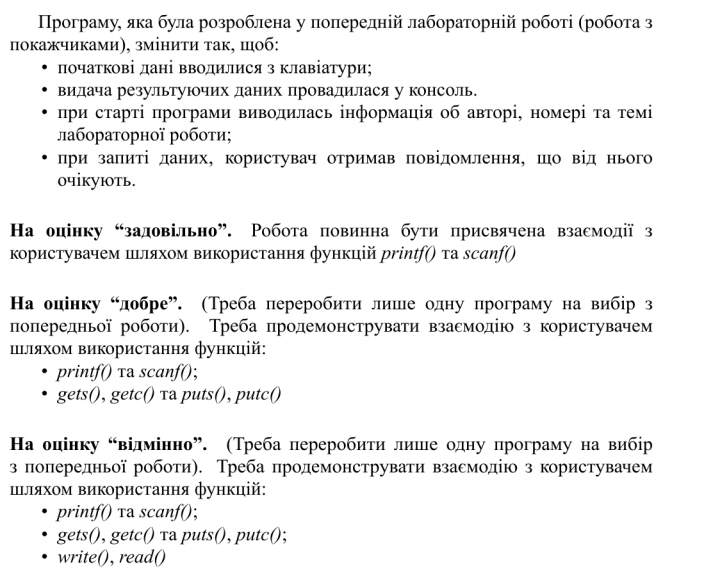 Програму, яка була розроблена у попередній лабораторній роботі (робота з
покажчиками), змінити так, щоб:
• початкові дані вводилися з клавіатури;
• видача результуючих даних провадилася у консоль.
• при старті програми виводилась інформація об авторі, номері та темі
лабораторної роботи;
• при запиті даних, користувач отримав повідомлення, що від нього
очікують.
На оцінку “задовільно”. Робота повинна бути присвячена взаємодії з
користувачем шляхом використання функцій printf() та scanf()
На оцінку “добре”. (Треба переробити лише одну програму на вибір з
попередньої роботи). Треба продемонструвати взаємодію з користувачем
шляхом використання функцій:
• printf() та scanf();
• gets(), getc() та puts(), putc()
На оцінку “відмінно”. (Треба переробити лише одну програму на вибір
з попередньої роботи). Треба продемонструвати взаємодію з користувачем
шляхом використання функцій:
• printf() та scanf();
• gets(), getc() та puts(), putc();
• write(), read()